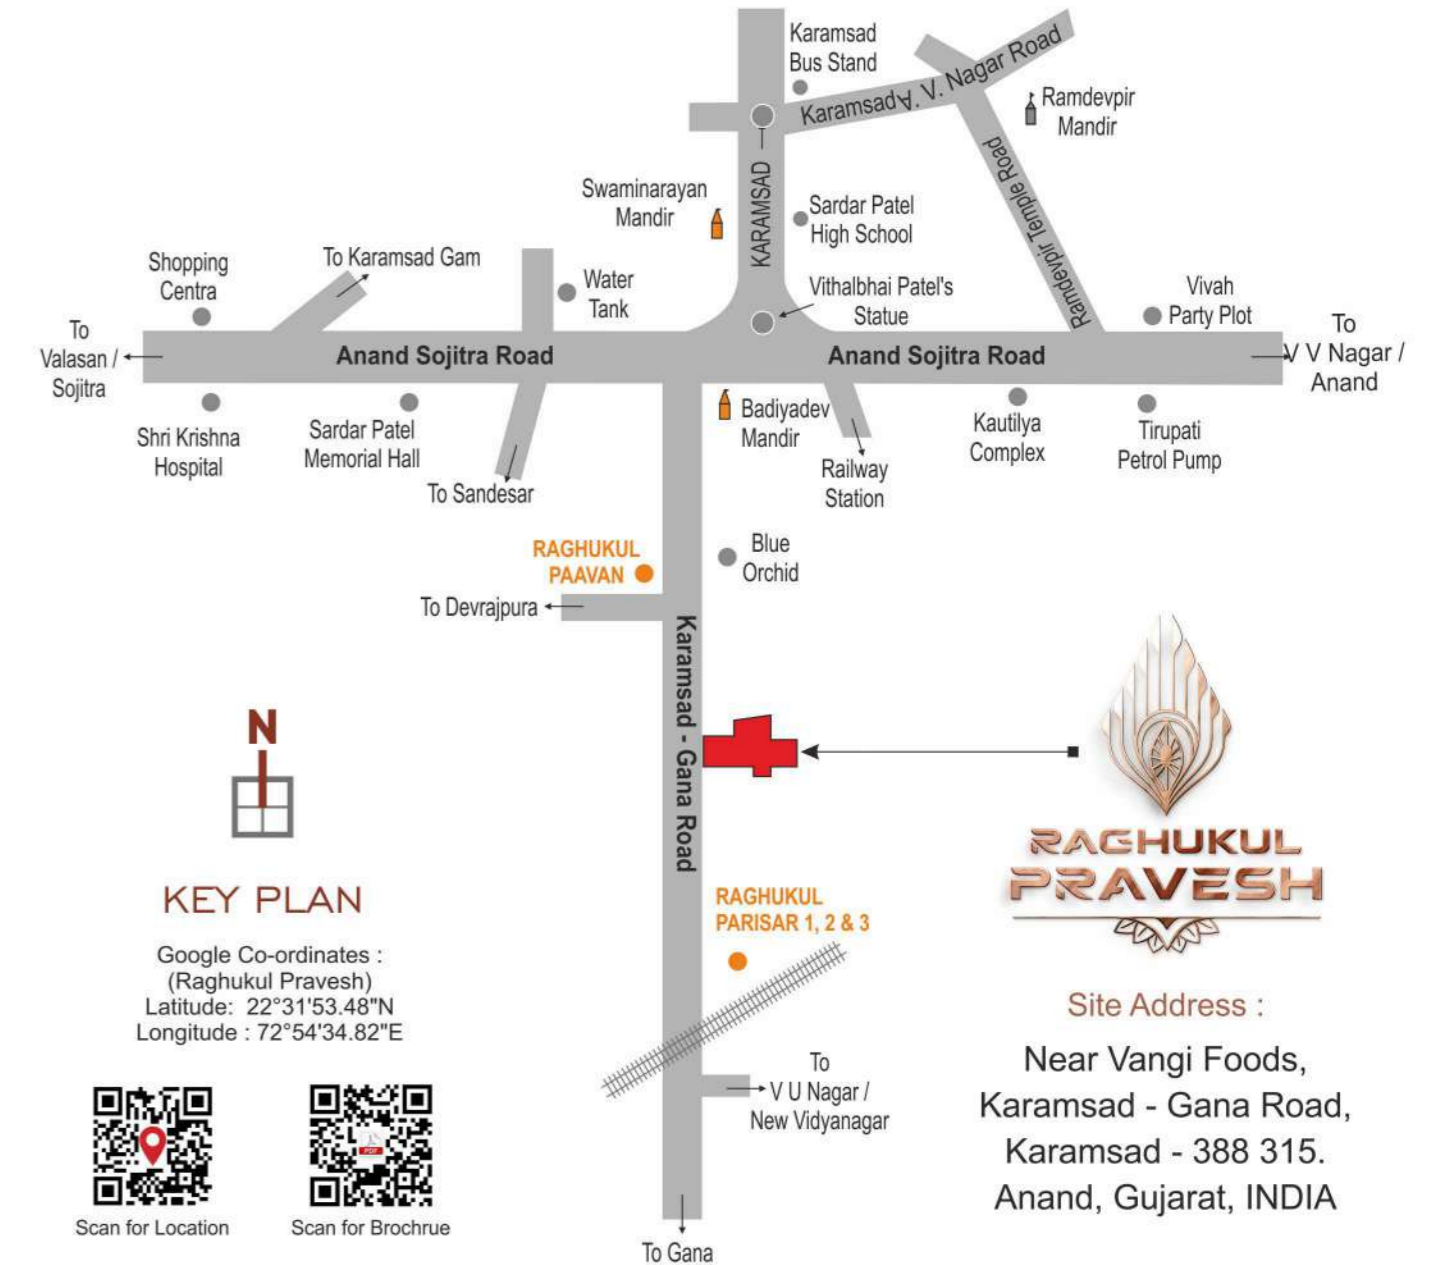 Karamsad
Bus Stand
Karamsad A. V. Nagar Road
Ramdevpir
Mandir
Swaminarayan
Mandir
KARAMSAD
Sardar Patel
High School
Ramdevpir Temple Road
Shopping
Centra
To Karamsad Gam
Water
Tank
Vithalbhai Patel's
Statue
Vivah
Party Plot
To
Valasan /
Sojitra
Anand Sojitra Road
Anand Sojitra Road
To
V V Nagar /
Anand
Shri Krishna
Hospital
Sardar Patel
Memorial Hall
To Sandesar
Badiyadev
Mandir
Railway
Station
Kautilya
Complex
Tirupati
Petrol Pump
RAGHUKUL
PAAVAN
Blue
Orchid
To Devrajpura
Karamsad - Gana Road
N
KEY PLAN
Google Co-ordinates :
(Raghukul Pravesh)
Latitude: 22°31'53.48"N
Longitude : 72°54'34.82"E
PDF
Scan for Location
Scan for Brochrue
RAGHUKUL
PARISAR 1, 2 & 3
To
V U Nagar /
New Vidyanagar
To Gana
RAGHUKUL
PRAVESH
Site Address :
Near Vangi Foods,
Karamsad - Gana Road,
Karamsad - 388 315.
Anand, Gujarat, INDIA